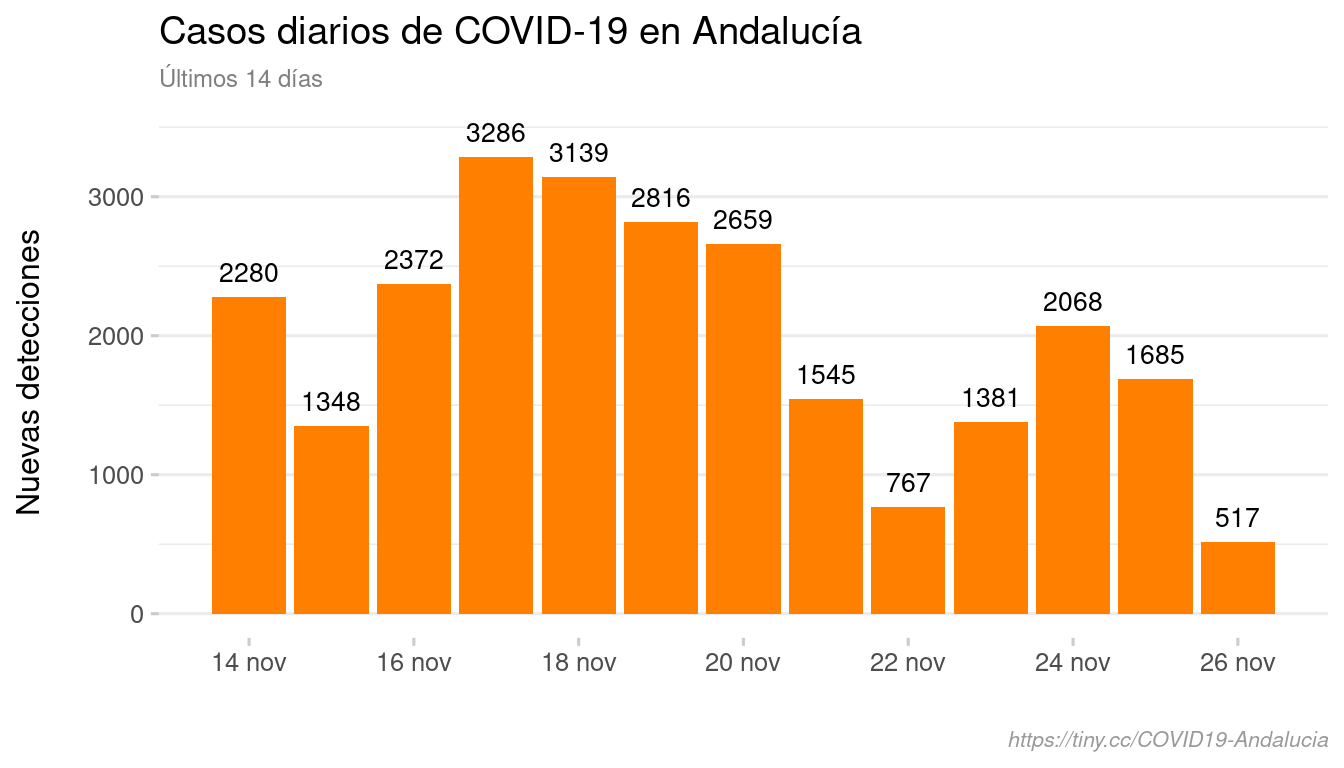 Casos diarios de COVID-19 en Andalucía
Últimos 14 días
Nuevas detecciones
3000
2000
1000
0
2280
1348
2372
3286
3139
2816
2659
1545
767
1381
2068
1685
517
14 nov
16 nov
18 nov
20 nov
22 nov
24 nov
26 nov
https://tiny.cc/COVID19-Andalucia